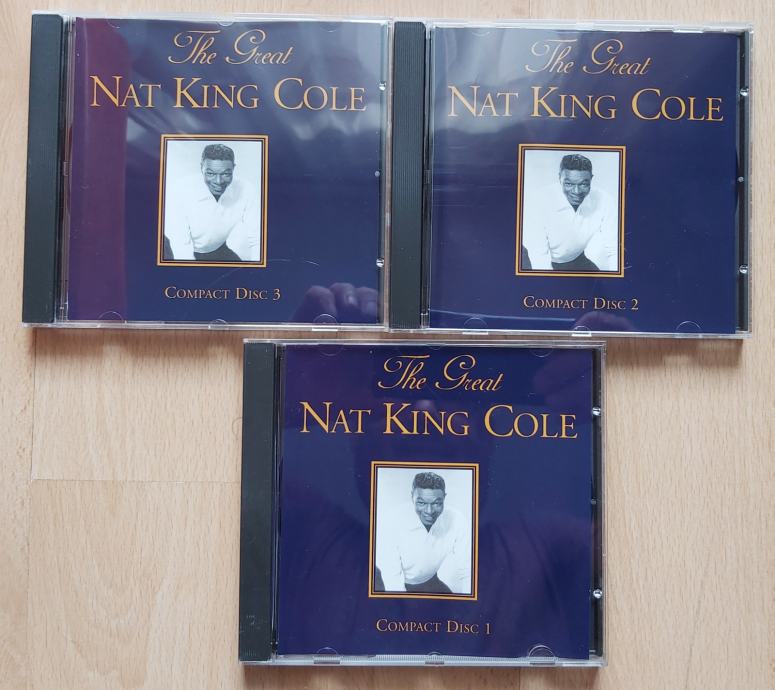 The Great
NAT KING COLE
COMPACT DISC 3
The Great
NAT KING COLE
COMPACT DISC 2
The Great
NAT KING COLE
COMPACT DISC 1